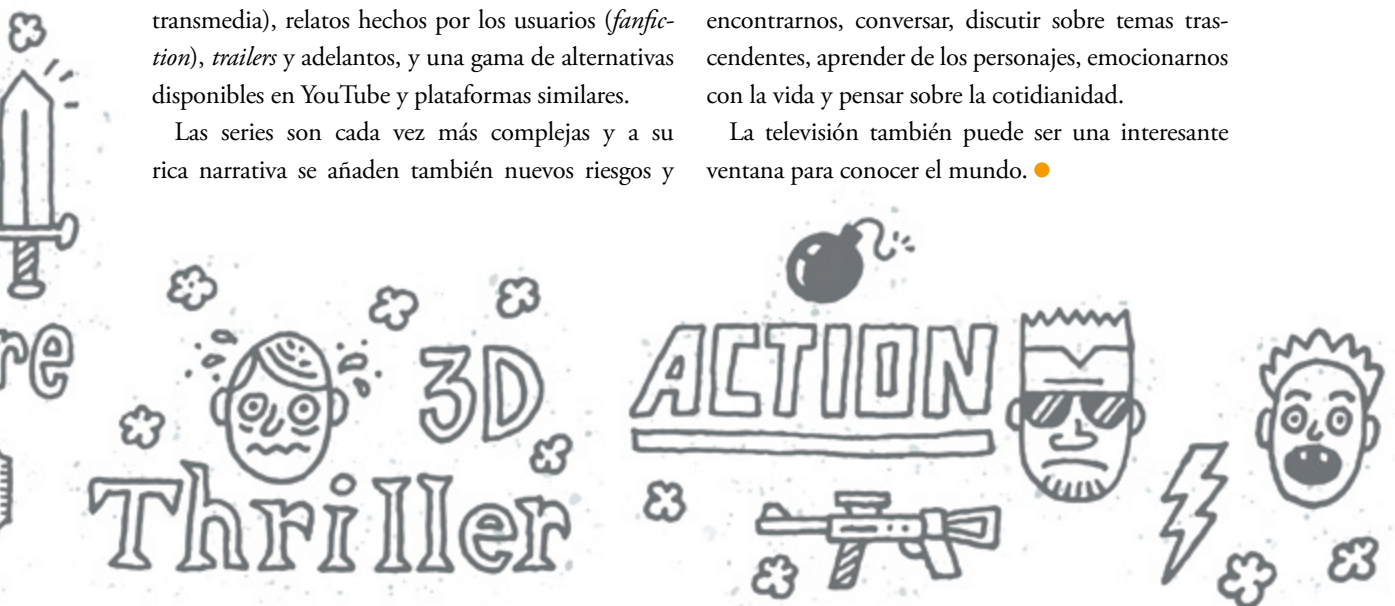 transmedia), relatos hechos por los usuarios (fanfic-
tion), trailers y adelantos, y una gama de alternativas
disponibles en YouTube y plataformas similares.
Las series son cada vez más complejas y a su
rica narrativa se añaden también nuevos riesgos y
encontrarnos, conversar, discutir sobre temas tras-
cendentes, aprender de los personajes, emocionarnos
con la vida y pensar sobre la cotidianidad.
La televisión también puede ser una interesante
ventana para conocer el mundo.
re
3D
Thriller
ACTION